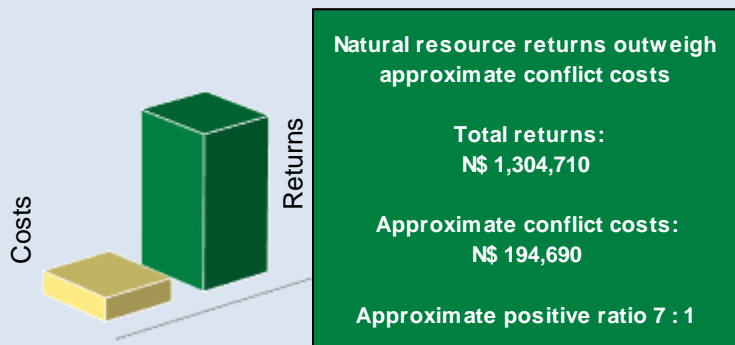 Costs
Returns
Natural resource returns outweigh
approximate conflict costs
Total returns:
N$ 1,304,710
Approximate conflict costs:
N$ 194,690
Approximate positive ratio 7 : 1